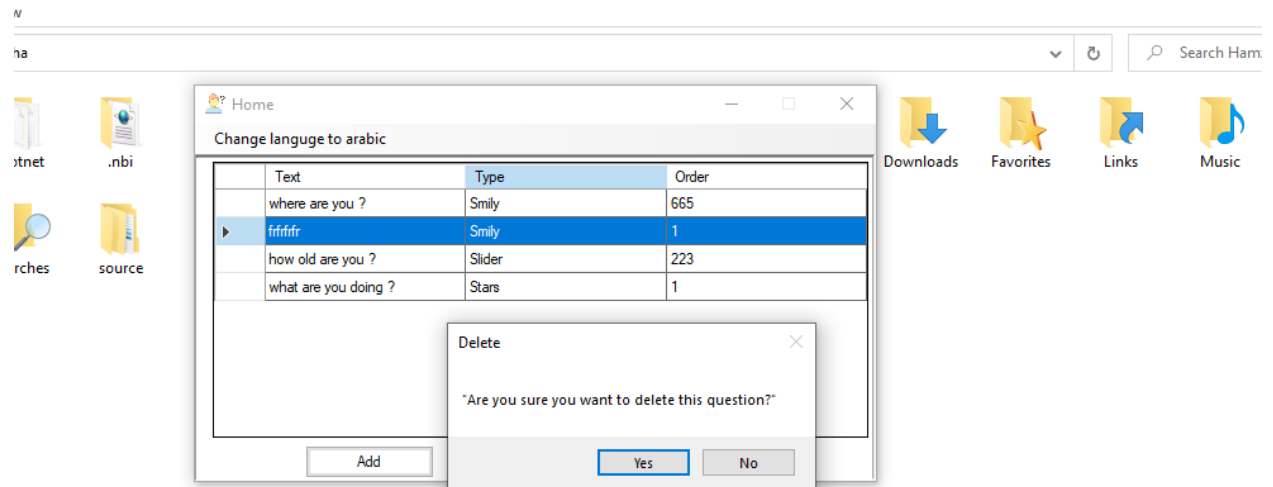 w
ha
Search Ham
Home
Change languge to arabic
Text Type Order
where are you ? Smily 665
frfrfrfr Smily 1
how old are you ? Slider 223
what are you doing ? Stars 1
Delete
"Are you sure you want to delete this question?"
Yes No
Add
otnet .nbi Downloads Favorites Links Music
rches source